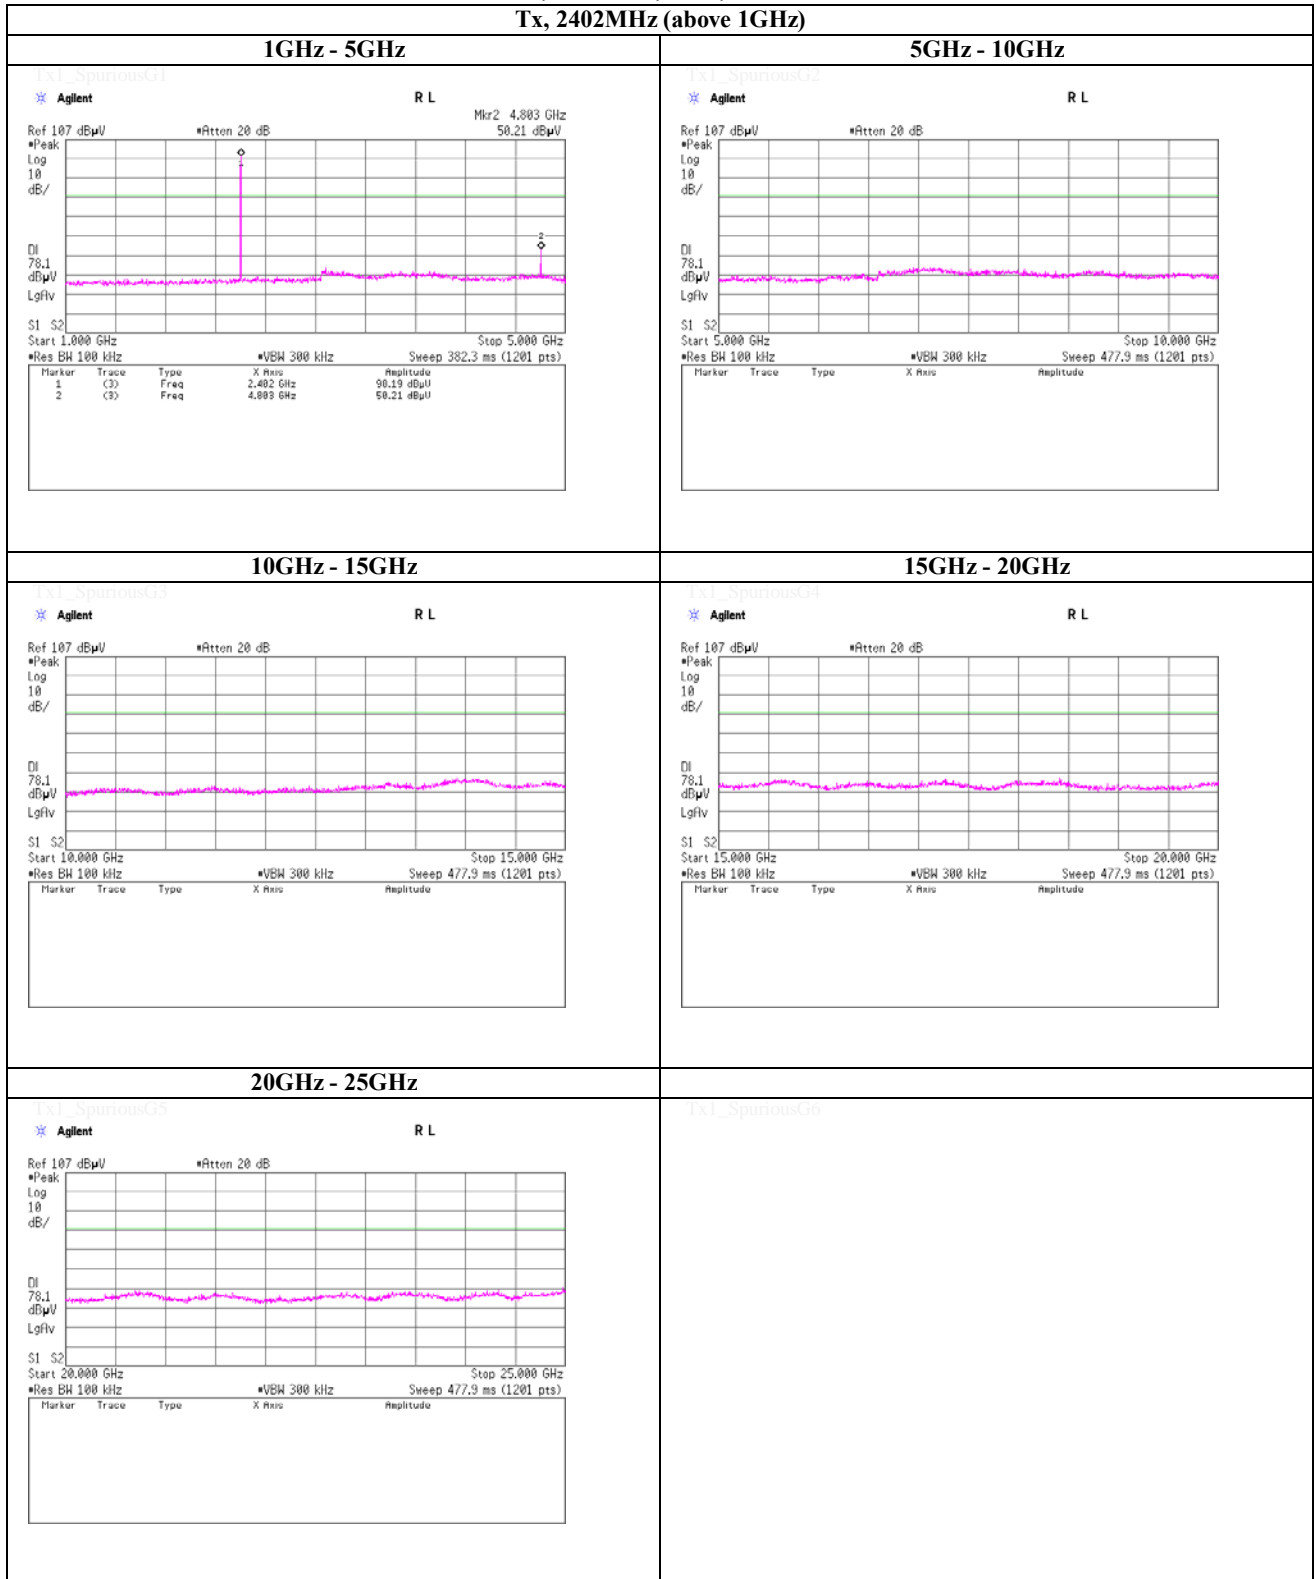 Tx, 2402MHz (above 1GHz)
1GHz - 5GHz
5GHz - 10GHz
Tx1_SpuriousG1
Agilent
R L
Mkr2 4.803 GHz
Ref 107 dBµV
#Atten 20 dB
50.21 dBµV
#Peak
Log
10
dB/
DI
78.1
dBµV
LgAv
S1 S2
Start 1.000 GHz
Stop 5.000 GHz
#Res BW 100 kHz
#VBW 300 kHz
Sweep 382.3 ms (1201 pts)
Marker Trace Type X Axis Amplitude
1 (3) Freq 2.402 GHz 98.19 dBµV
2 (3) Freq 4.803 GHz 50.21 dBµV
Tx1_SpuriousG2
Agilent
R L
Ref 107 dBµV
#Atten 20 dB
#Peak
Log
10
dB/
DI
78.1
dBµV
LgAv
S1 S2
Start 5.000 GHz
Stop 10.000 GHz
#Res BW 100 kHz
#VBW 300 kHz
Sweep 477.9 ms (1201 pts)
Marker Trace Type X Axis Amplitude
10GHz - 15GHz
15GHz - 20GHz
Tx1_SpuriousG3
Agilent
R L
Ref 107 dBµV
#Atten 20 dB
#Peak
Log
10
dB/
DI
78.1
dBµV
LgAv
S1 S2
Start 10.000 GHz
Stop 15.000 GHz
#Res BW 100 kHz
#VBW 300 kHz
Sweep 477.9 ms (1201 pts)
Marker Trace Type X Axis Amplitude
Tx1_SpuriousG4
Agilent
R L
Ref 107 dBµV
#Atten 20 dB
#Peak
Log
10
dB/
DI
78.1
dBµV
LgAv
S1 S2
Start 15.000 GHz
Stop 20.000 GHz
#Res BW 100 kHz
#VBW 300 kHz
Sweep 477.9 ms (1201 pts)
Marker Trace Type X Axis Amplitude
20GHz - 25GHz
Tx1_SpuriousG5
Agilent
R L
Ref 107 dBµV
#Atten 20 dB
#Peak
Log
10
dB/
DI
78.1
dBµV
LgAv
S1 S2
Start 20.000 GHz
Stop 25.000 GHz
#Res BW 100 kHz
#VBW 300 kHz
Sweep 477.9 ms (1201 pts)
Marker Trace Type X Axis Amplitude
Tx1_SpuriousG6